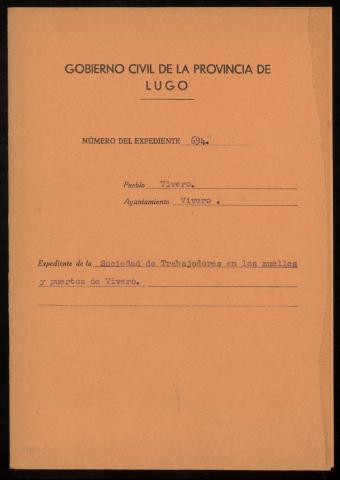 GOBIERNO CIVIL DE LA PROVINCIA DE
LUGO
NÚMERO DEL EXPEDIENTE 694.
Pueblo Vivero.
Ayuntamiento Vivero .
Expediente de la Sociedad de Trabajadores en los muelles
y puertos de Vivero.